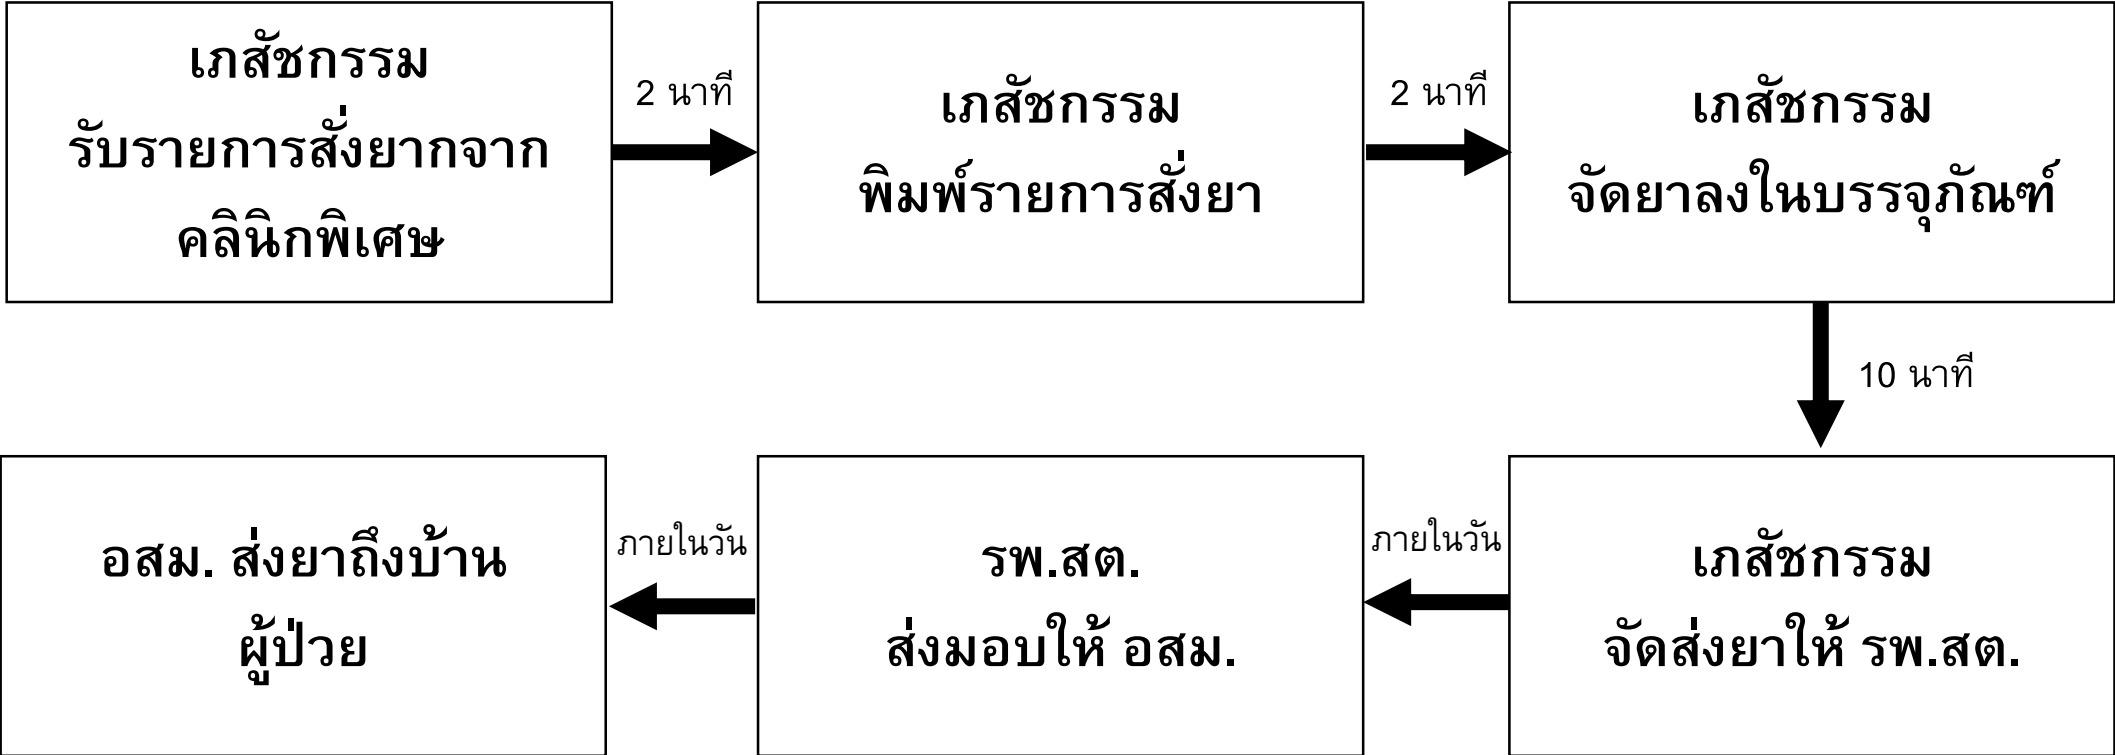 เภสัชกรรม
รับรายการสั่งยากจาก
คลินิกพิเศษ
2 นาที
เภสัชกรรม
พิมพ์รายการสั่งยา
2 นาที
เภสัชกรรม
จัดยาลงในบรรจุภัณฑ์
10 นาที
เภสัชกรรม
จัดส่งยาให้ รพ.สต.
ภายในวัน
รพ.สต.
ส่งมอบให้ อสม.
ภายในวัน
อสม. ส่งยาถึงบ้าน
ผู้ป่วย